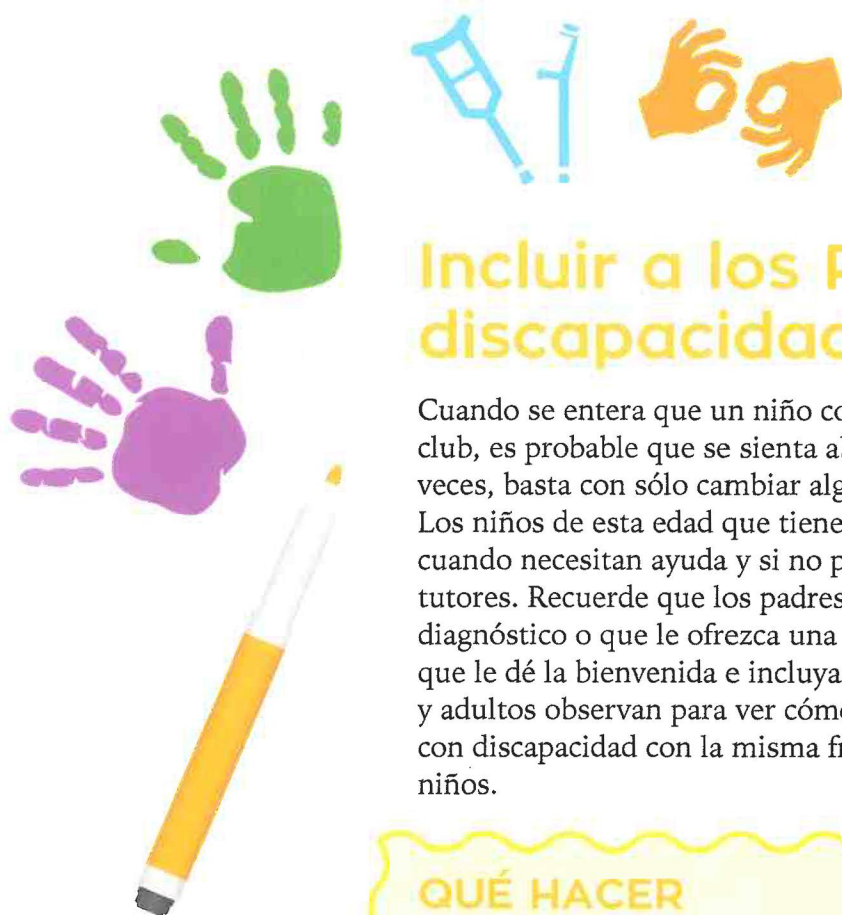 Incluir a los
discapacidad
Cuando se entera que un niño co
club, es probable que se sienta a
veces, basta con sólo cambiar alg
Los niños de esta edad que tiene
cuando necesitan ayuda y si no p
tutores. Recuerde que los padres
diagnóstico o que le ofrezca una
que le dé la bienvenida e incluya
y adultos observan para ver cómo
con discapacidad con la misma f
niños.
QUÉ HACER